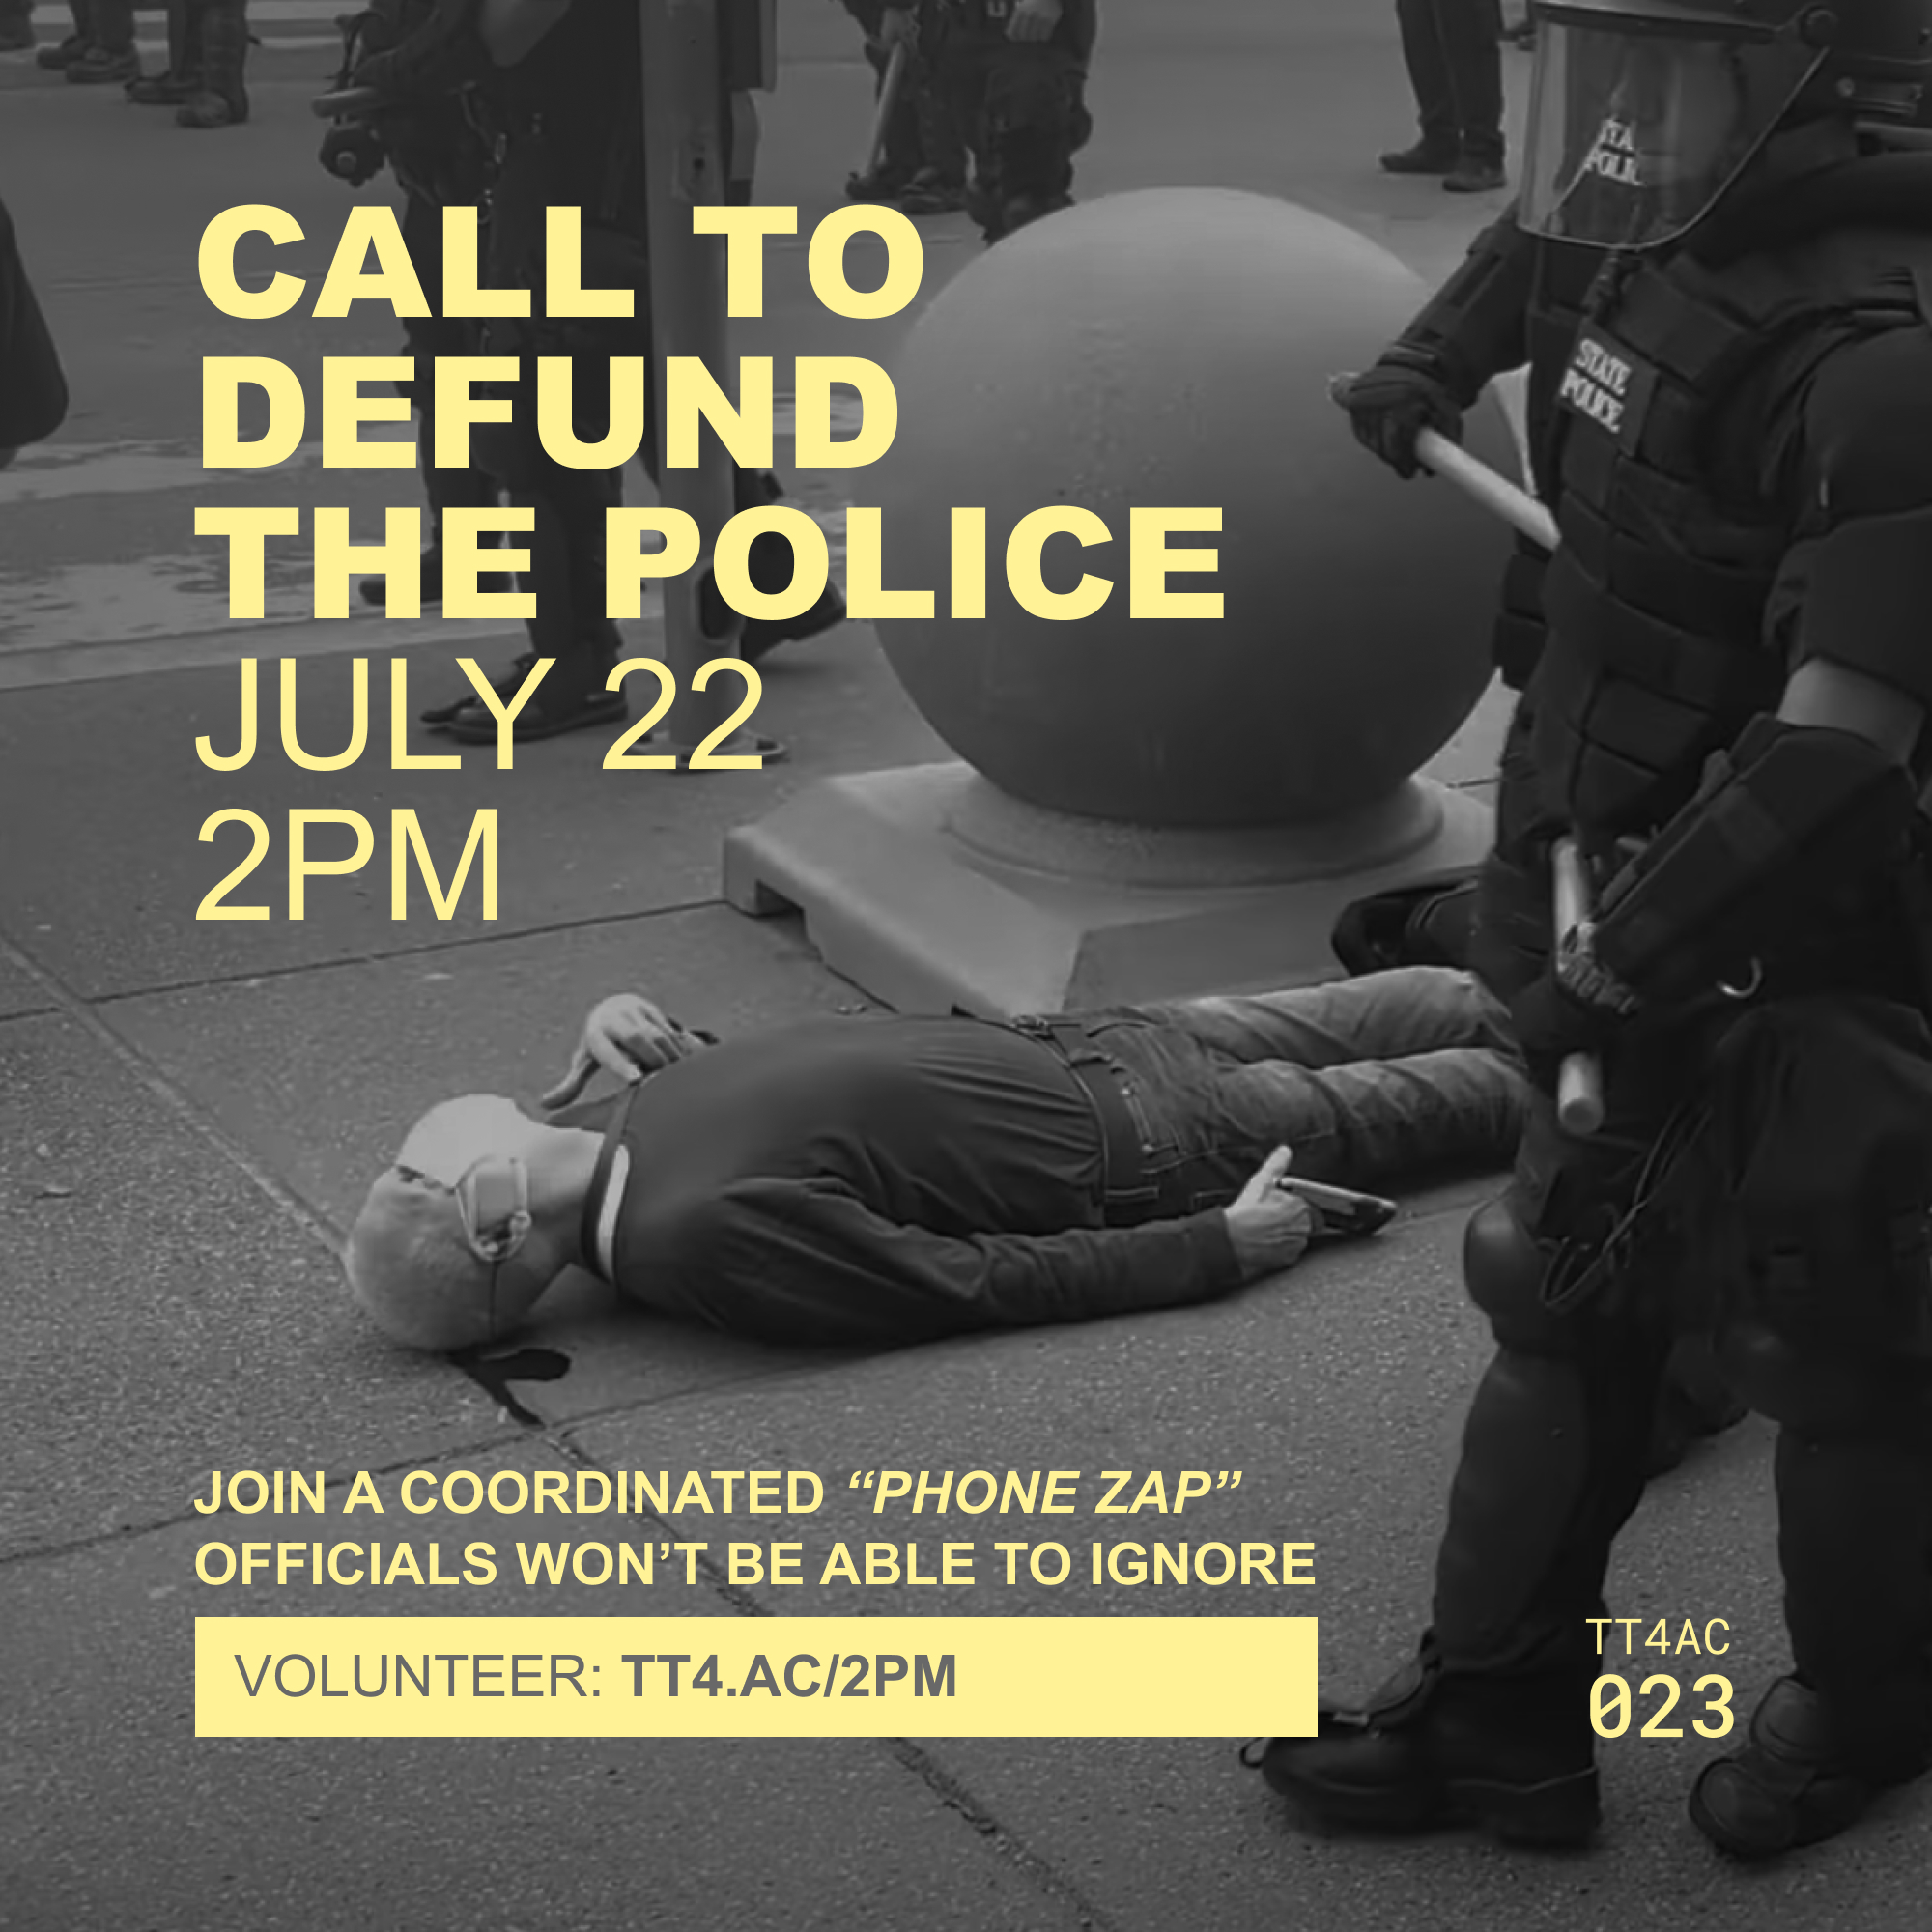 CALL TO
DEFUND
THE POLICE
JULY 22
2PM
STATE
POLICE
JOIN A COORDINATED “PHONE ZAP”
OFFICIALS WON’T BE ABLE TO IGNORE
VOLUNTEER: TT4.AC/2PM
TT4AC
023